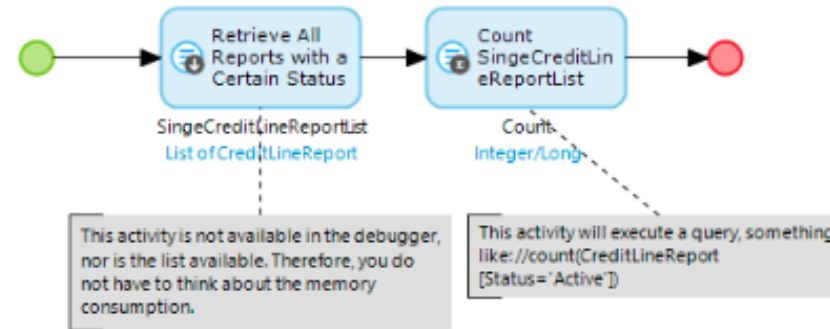 Retrieve All
Reports with a
Certain Status
Count
SingeCreditLin
eReportList
SingeCreditLineReportList
List of CreditLineReport
Count
Integer/Long
This activity is not available in the debugger,
nor is the list available. Therefore, you do
not have to think about the memory
consumption.
This activity will execute a query, something
like://count(CreditLineReport
[Status='Active'])